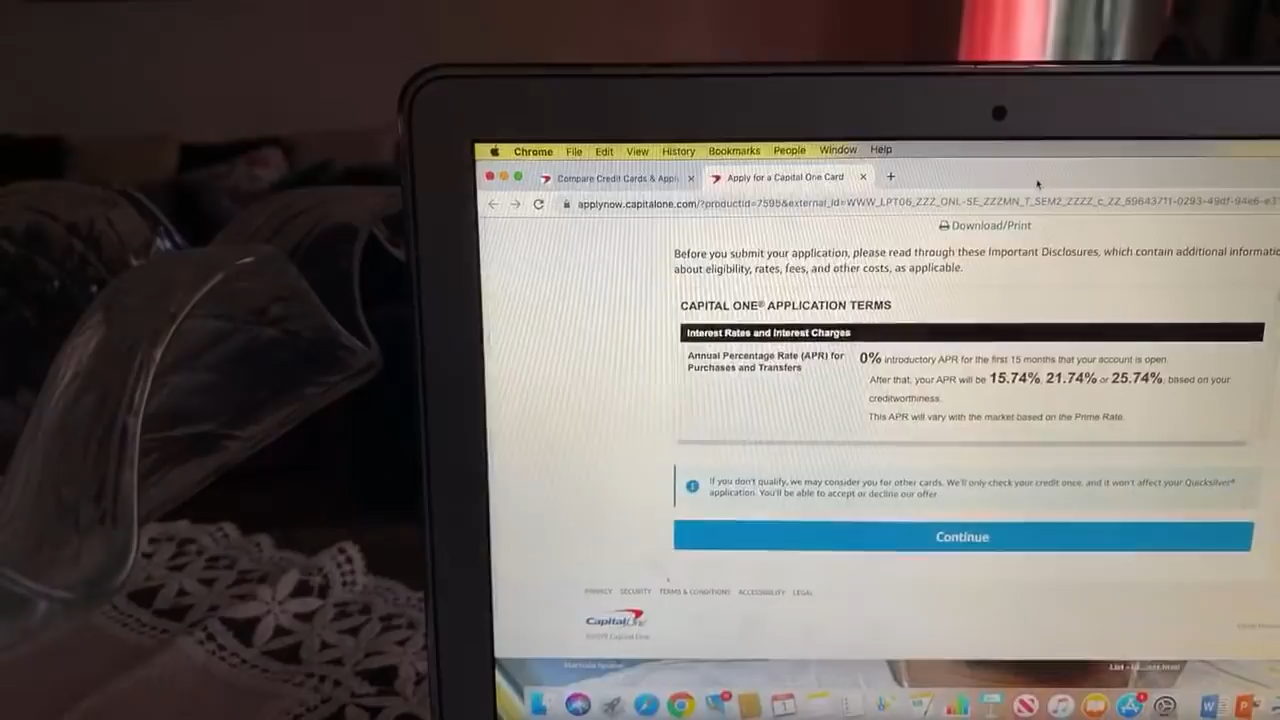 Chrome File Edit View History Bookmarks People Window Help
Compare Credit Cards & Appl
Apply for a Capital One Card
applynow.capitalone.com/?productId=7595&external_id=WWW_LPT06_ZZZ_ONL-SE_ZZZMN_T_SEM2_ZZZZ_c_ZZ_
Download/Print
Before you submit your application, please read through these Important Disclosures, which contain additional informatio
about eligibility, rates, fees, and other costs, as applicable.
CAPITAL ONE® APPLICATION TERMS
Interest Rates and Interest Charges
Annual Percentage Rate (APR) for
Purchases and Transfers
0% introductory APR for the first 15 months that your account is open.
After that, your APR will be 15.74%, 21.74% or 25.74%, based on your
creditworthiness.
This APR will vary with the market based on the Prime Rate.
If you don't qualify, we may consider you for other cards. We'll only check your credit once, and it won't affect your Quicksilver®
application. You'll be able to accept or decline our offer
Continue
PRIVACY SECURITY TERMS & CONDITIONS ACCESSIBILITY LEGAL
Capital One
Capital One